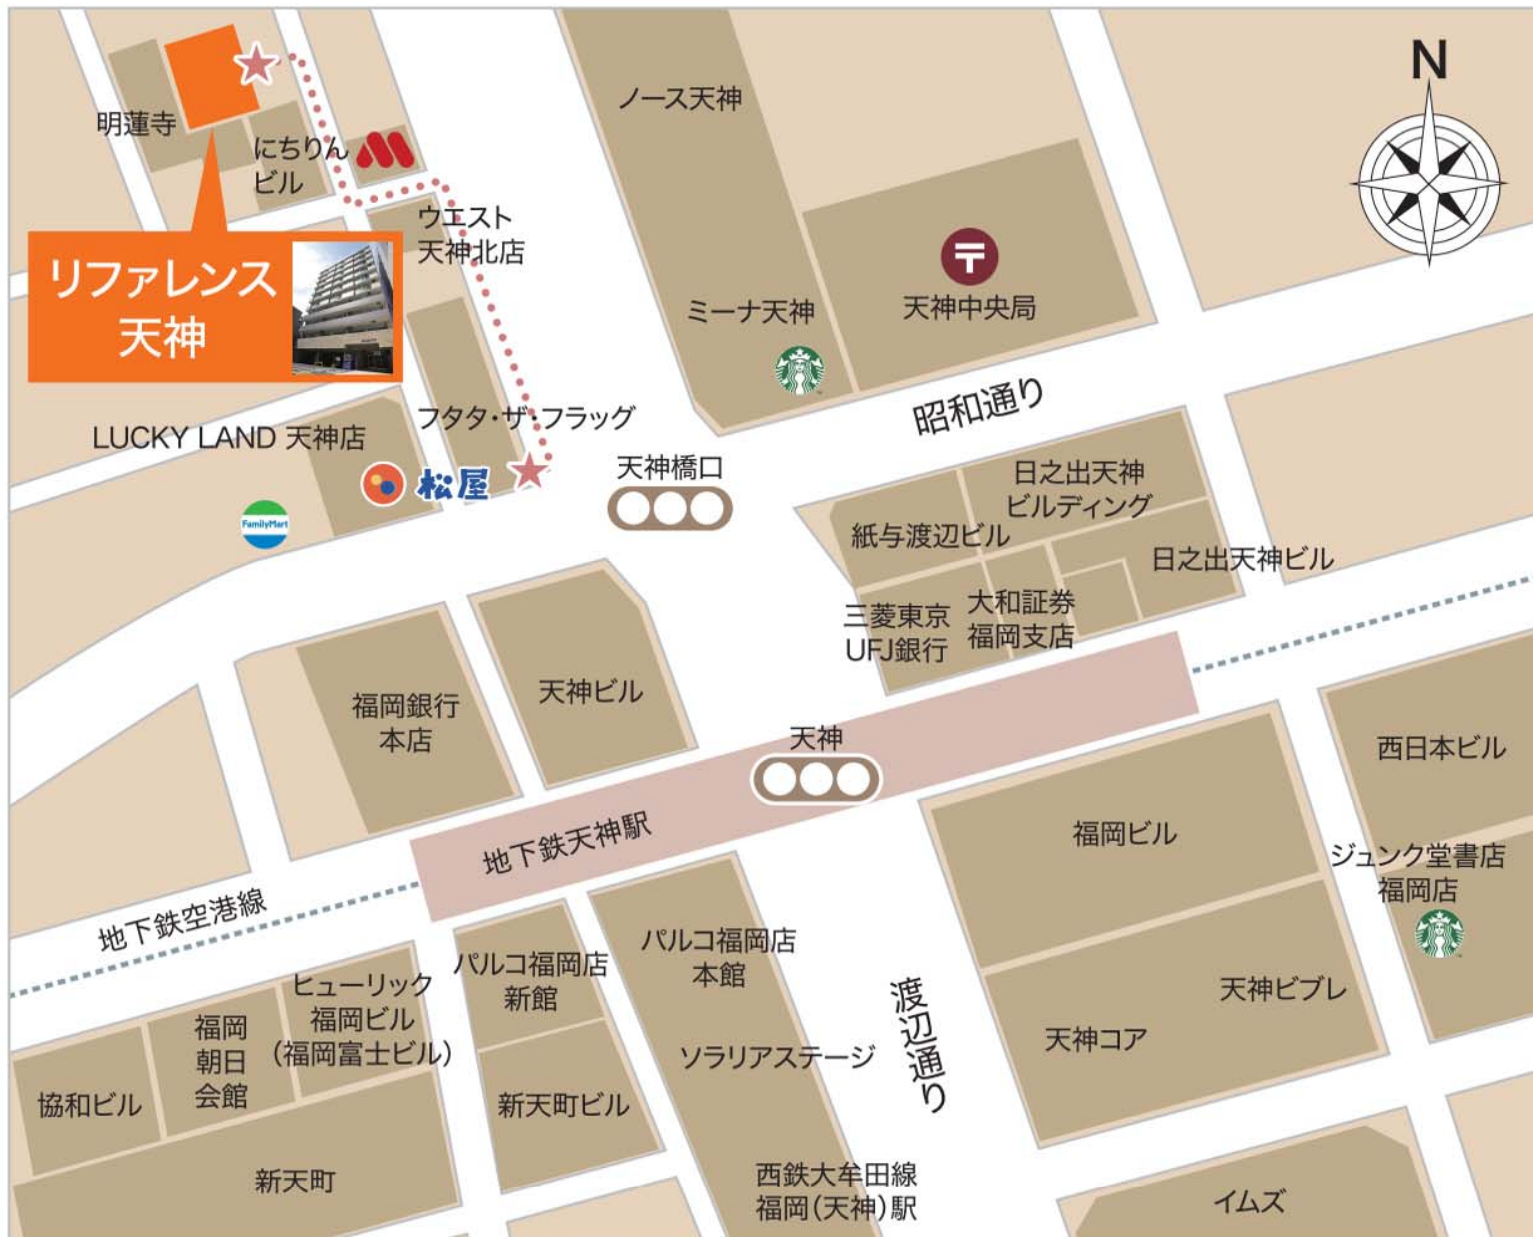 N
ノース天神
明蓮寺
にちりん
ビル
ウエスト
天神北店
リファレンス
天神
ミーナ天神
〒
天神中央局
昭和通り
LUCKY LAND 天神店
フタタ・ザ・フラッグ
松屋
FamilyMart
天神橋口
日之出天神
ビルディング
紙与渡辺ビル
日之出天神ビル
三菱東京
UFJ銀行
大和証券
福岡支店
福岡銀行
本店
天神ビル
天神
西日本ビル
地下鉄天神駅
福岡ビル
ジュンク堂書店
福岡店
地下鉄空港線
パルコ福岡店
新館
パルコ福岡店
本館
ヒューリック
福岡ビル
(福岡富士ビル)
福岡
朝日
会館
協和ビル
天神ビブレ
天神コア
渡辺通り
ソラリアステージ
新天町ビル
新天町
西鉄大牟田線
福岡(天神)駅
イムズ